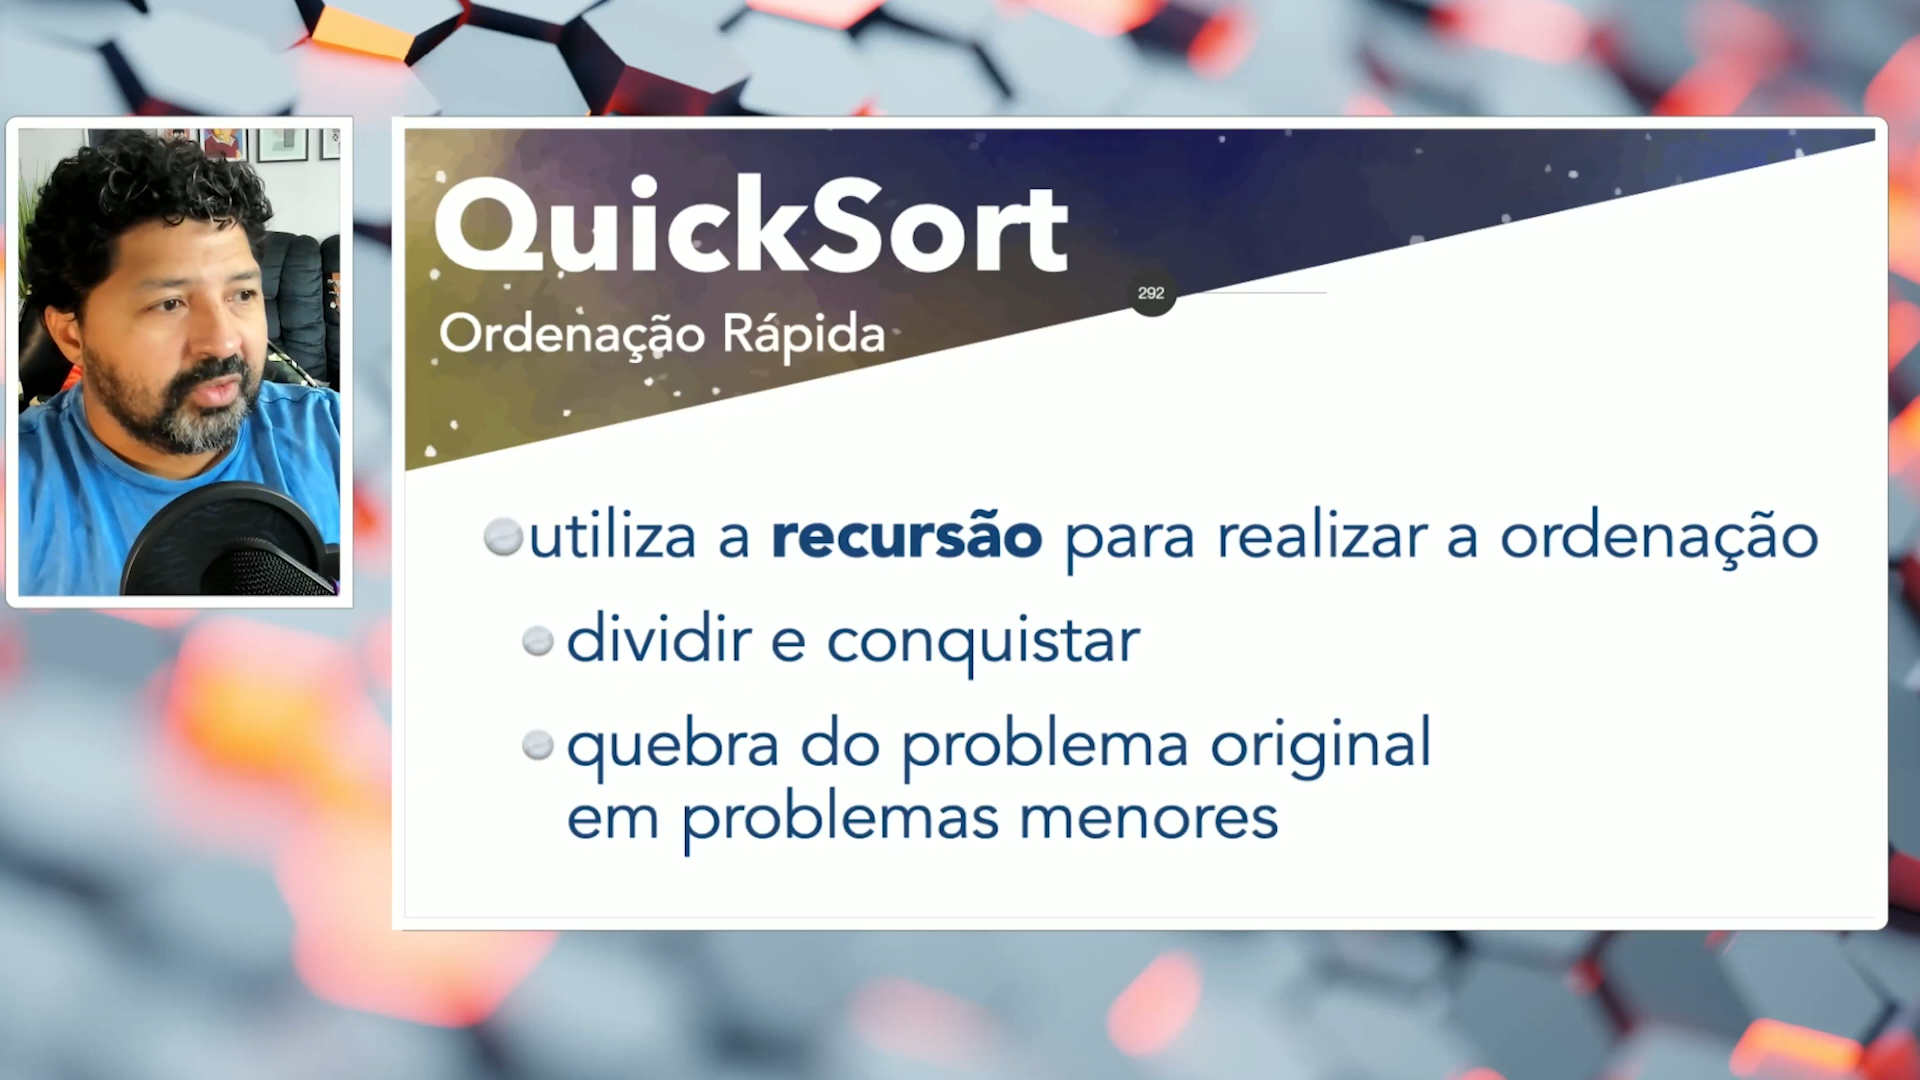 QuickSort
292
Ordenação Rápida
utiliza a recursão para realizar a ordenação
dividir e conquistar
quebra do problema original
em problemas menores